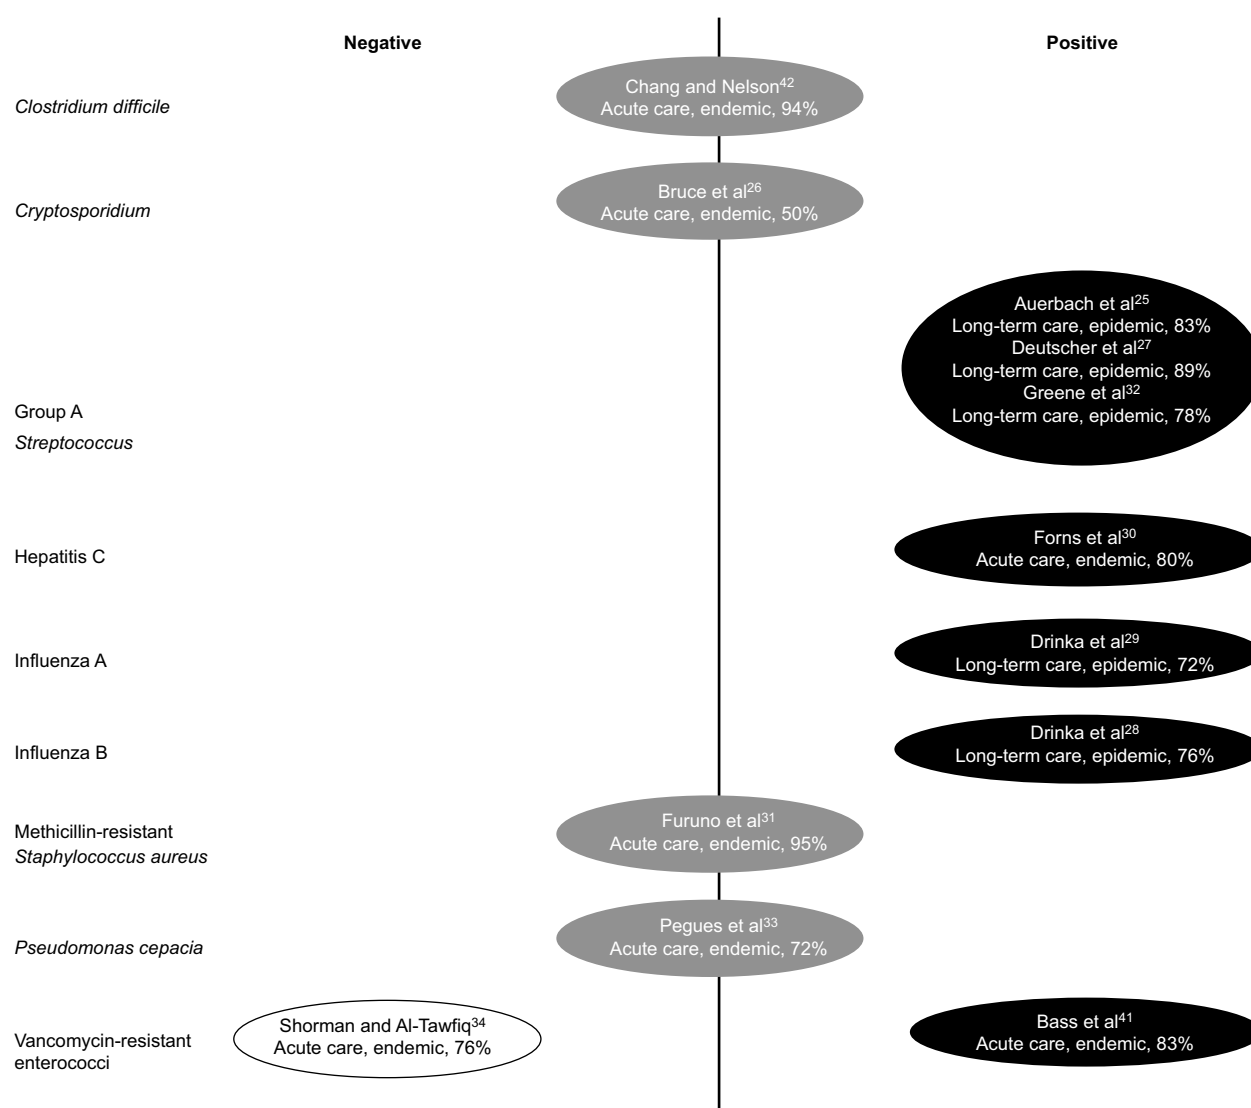 Negative
Positive
Clostridium difficile
Chang and Nelson42
Acute care, endemic, 94%
Cryptosporidium
Bruce et al26
Acute care, endemic, 50%
Group A
Streptococcus
Auerbach et al25
Long-term care, epidemic, 83%
Deutscher et al27
Long-term care, epidemic, 89%
Greene et al32
Long-term care, epidemic, 78%
Hepatitis C
Forns et al30
Acute care, endemic, 80%
Influenza A
Drinka et al29
Long-term care, epidemic, 72%
Influenza B
Drinka et al28
Long-term care, epidemic, 76%
Methicillin-resistant
Staphylococcus aureus
Furuno et al31
Acute care, endemic, 95%
Pseudomonas cepacia
Pegues et al33
Acute care, endemic, 72%
Vancomycin-resistant
enterococci
Shorman and Al-Tawfiq34
Acute care, endemic, 76%
Bass et al41
Acute care, endemic, 83%